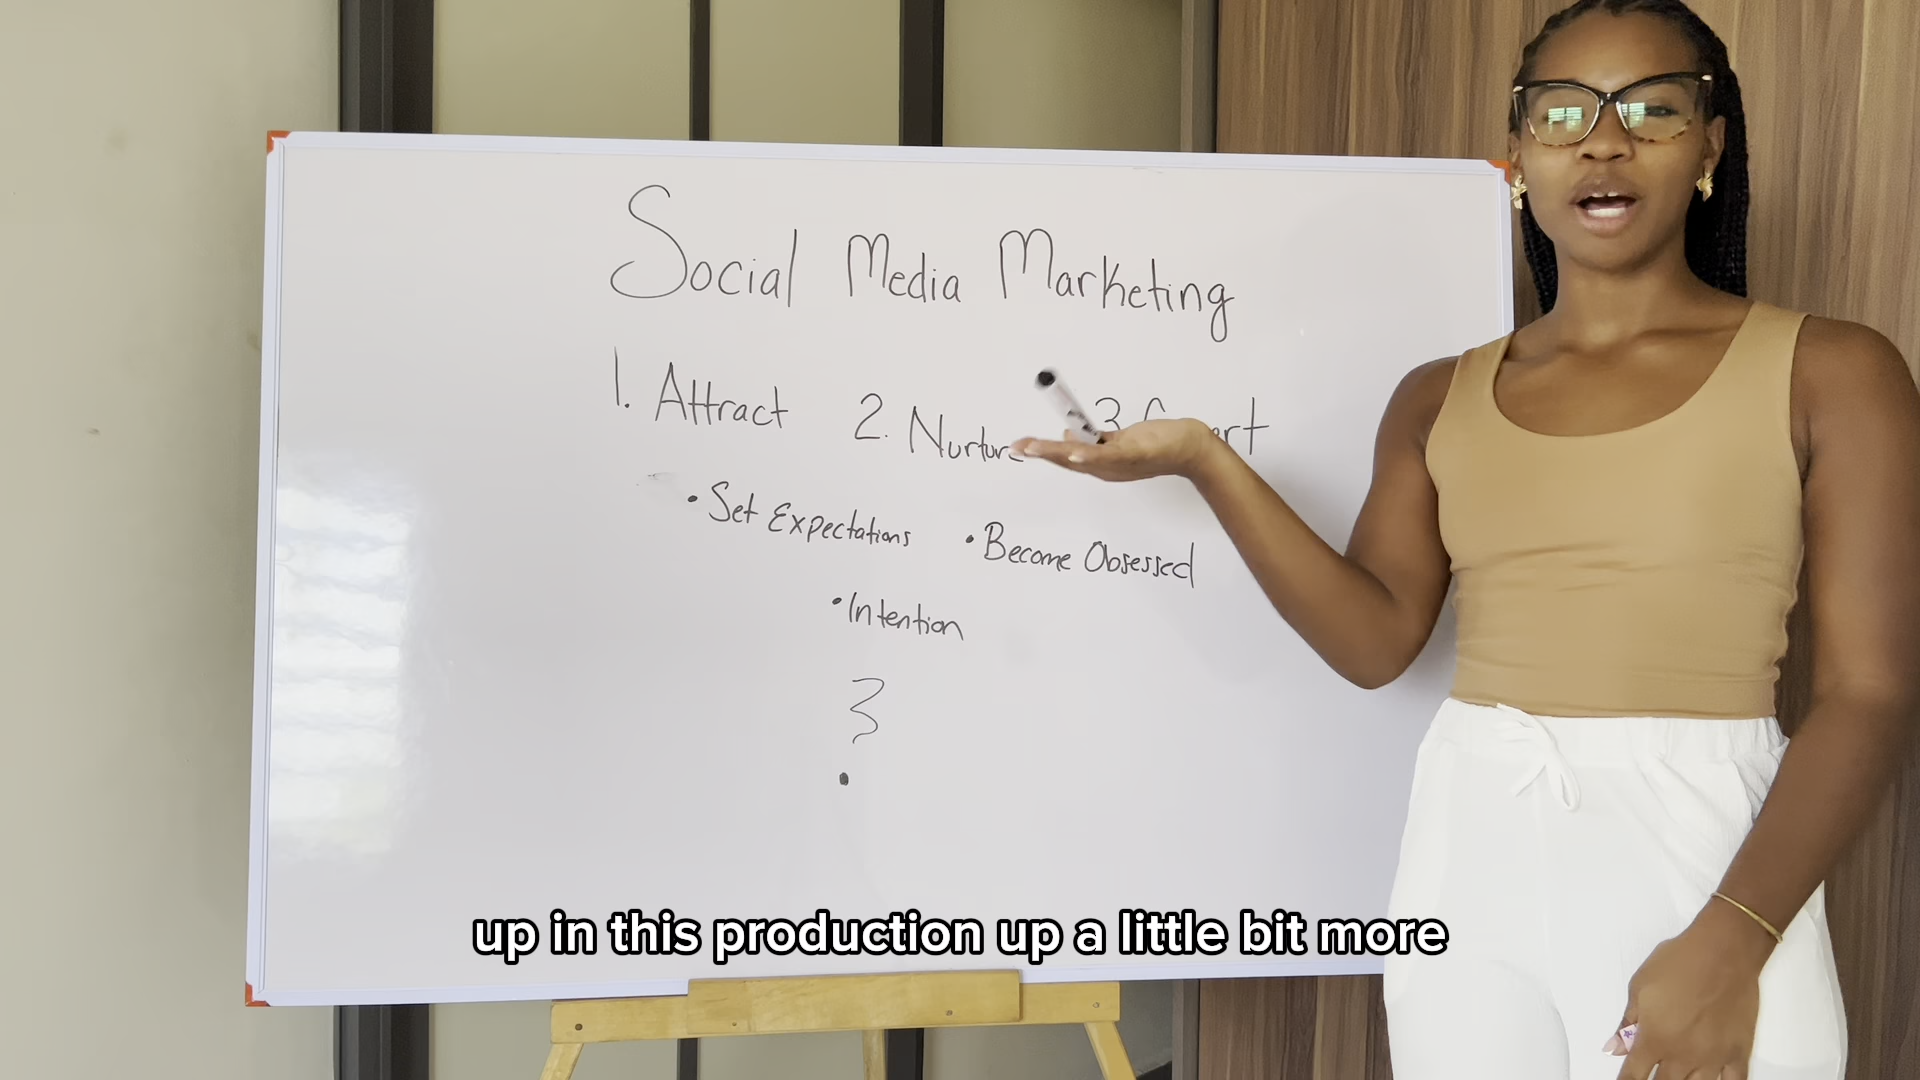 Social Media Marketing
1. Attract 2. Nurture 3.
• Set Expectations • Become Obsessed
• Intention
3
•
up in this production up a little bit more